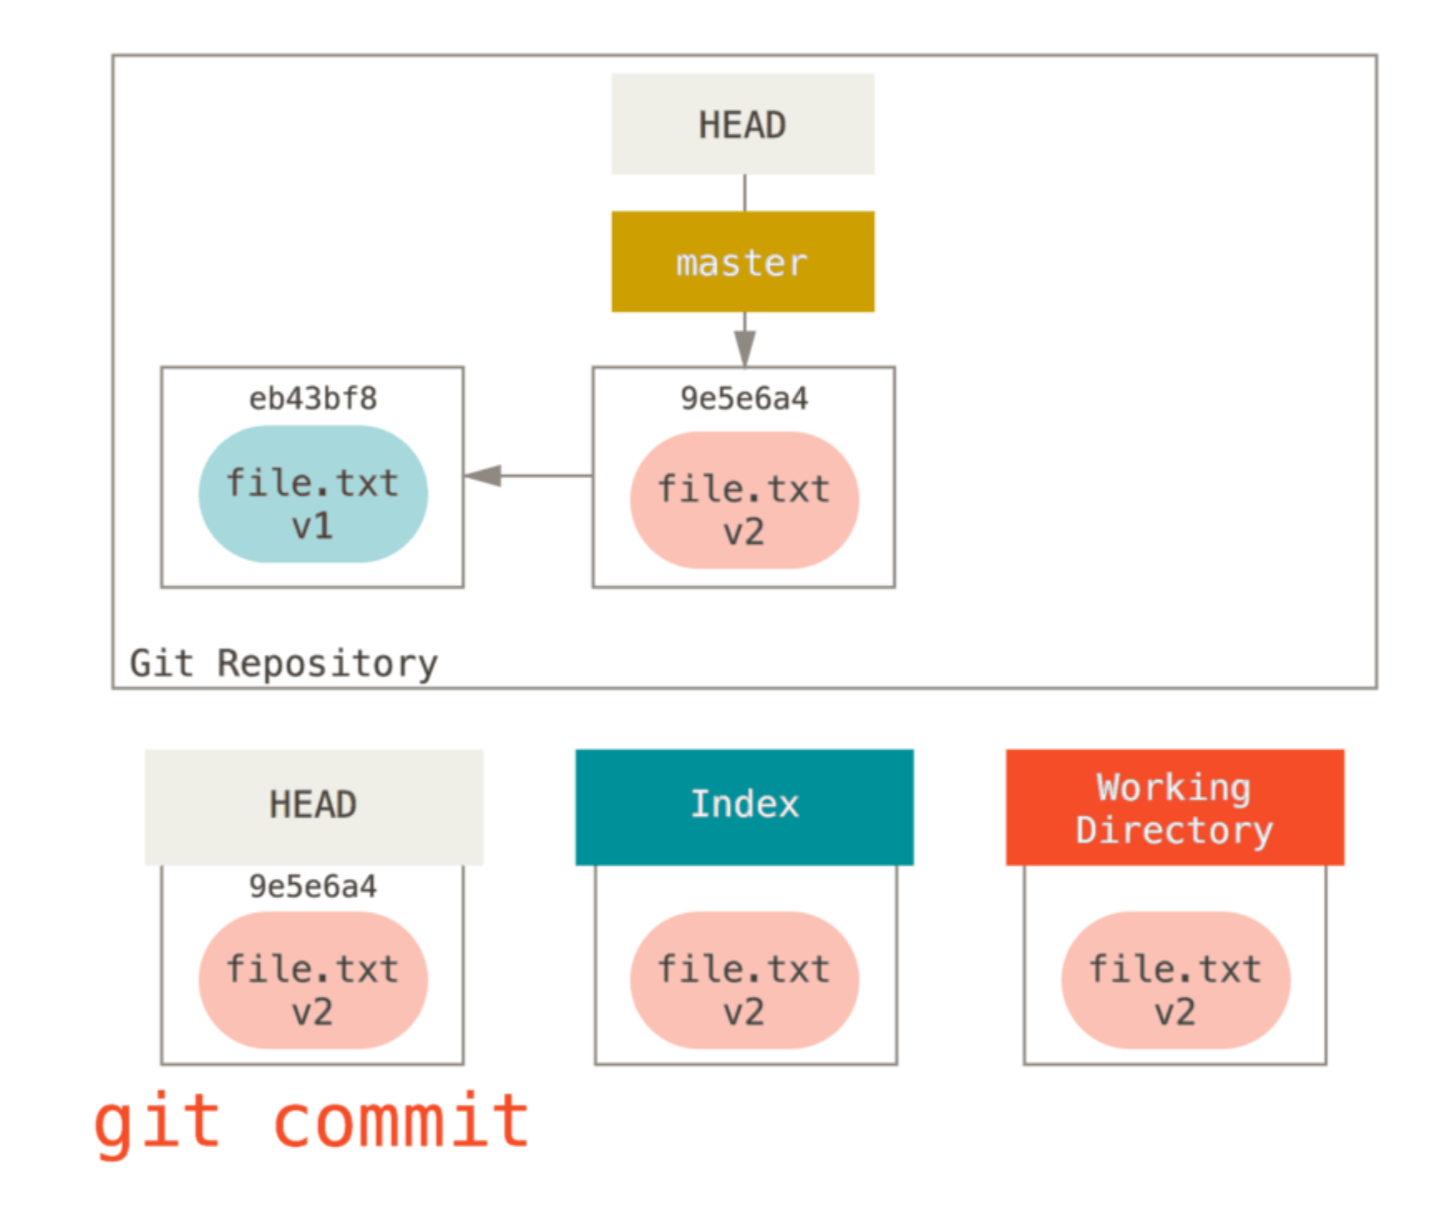 HEAD
master
eb43bf8
file.txt
v1
9e5e6a4
file.txt
v2
Git Repository
HEAD
9e5e6a4
file.txt
v2
Index
file.txt
v2
Working
Directory
file.txt
v2
git commit